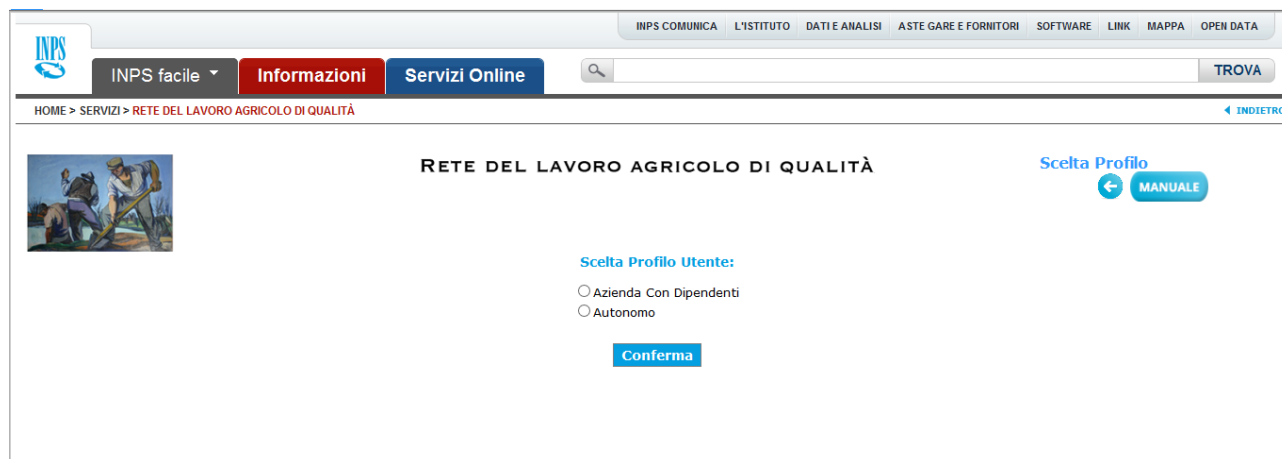 INPS COMUNICA L'ISTITUTO DATI E ANALISI ASTE GARE E FORNITORI SOFTWARE LINK MAPPA OPEN DATA
INPS
INPS facile Informazioni Servizi Online TROVA
HOME > SERVIZI > RETE DEL LAVORO AGRICOLO DI QUALITÀ INDIETRO
RETE DEL LAVORO AGRICOLO DI QUALITÀ Scelta Profilo
MANUALE
Scelta Profilo Utente:
Azienda Con Dipendenti
Autonomo
Conferma